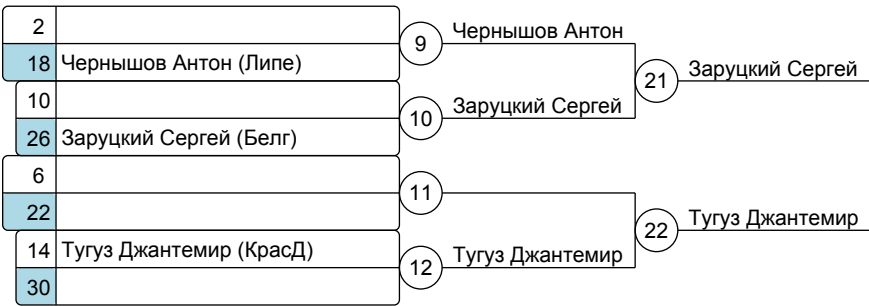 2
18 Чернышов Антон (Липе)
9
Чернышов Антон
10
26 Заруцкий Сергей (Белг)
10
Заруцкий Сергей
21
Заруцкий Сергей
6
22
11
14 Тугуз Джантемир (КрасД)
30
12
Тугуз Джантемир
22
Тугуз Джантемир